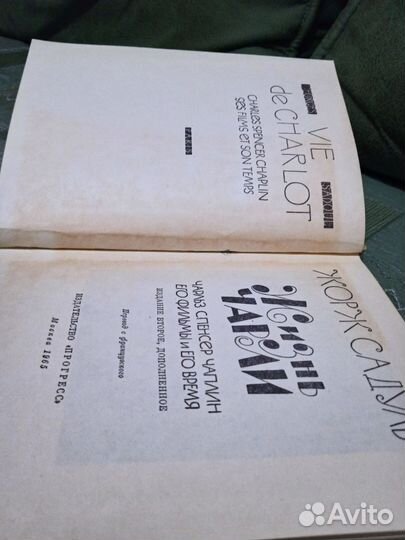 VIE
de CHARLOT
CHARLES SPENCER CHAPLIN
SES FILMS ET SON TEMPS
ЖОРЖ САДУЛЬ
ЖИЗНЬ
ЧАРЛИ
ЧАРЛЗ СПЕНСЕР ЧАПЛИН
ЕГО ФИЛЬМЫ И ЕГО ВРЕМЯ
ИЗДАНИЕ ВТОРОЕ, ДОПОЛНЕННОЕ
Перевод с французского
ИЗДАТЕЛЬСТВО «ПРОГРЕСС»
Москва 1965
Avito